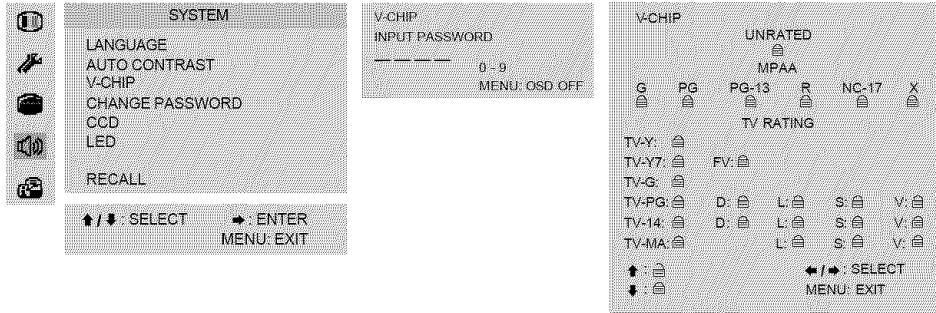 SYSTEM
LANGUAGE
AUTO CONTRAST
V-CHIP
CHANGE PASSWORD
CCD
LED
RECALL
/ : SELECT : ENTER
MENU: EXIT
V-CHIP
INPUT PASSWORD
0 - 9
MENU: OSD OFF
V-CHIP
UNRATED
MPAA
G PG PG-13 R NC-17 X
TV RATING
TV-Y:
TV-Y7: FV:
TV-G:
TV-PG: D: L: S: V:
TV-14: D: L: S: V:
TV-MA: L: S: V:
: / : SELECT
: MENU: EXIT